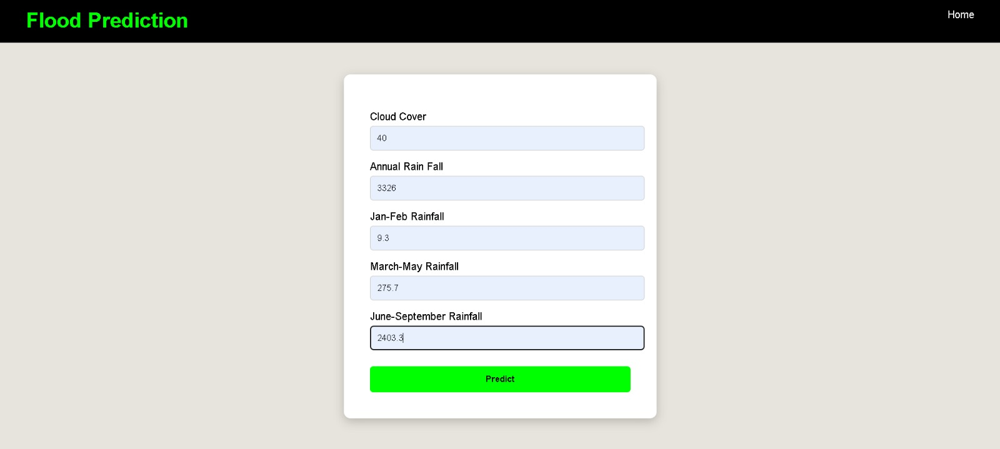 Flood Prediction
Home
Cloud Cover
40
Annual Rain Fall
3326
Jan-Feb Rainfall
9.3
March-May Rainfall
275.7
June-September Rainfall
2403.3
Predict